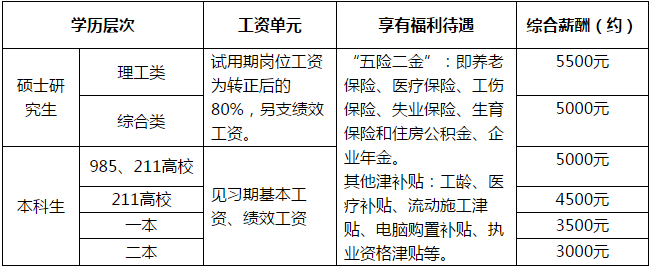 学历层次 工资单元 享有福利待遇 综合薪酬（约）
硕士研究生 理工类 5500元
综合类 5000元
试用期岗位工资
为转正后的
80%，另支绩效
工资。
“五险二金”：即养老
保险、医疗保险、工伤
保险、失业保险、生育
保险和住房公积金、企
业年金。
其他津补贴：工龄、医
疗补贴、流动施工津
贴、电脑购置补贴、执
业资格津贴等。
本科生 985、211高校 5000元
211高校 4500元
一本 3500元
二本 3000元
见习期基本工
资、绩效工资